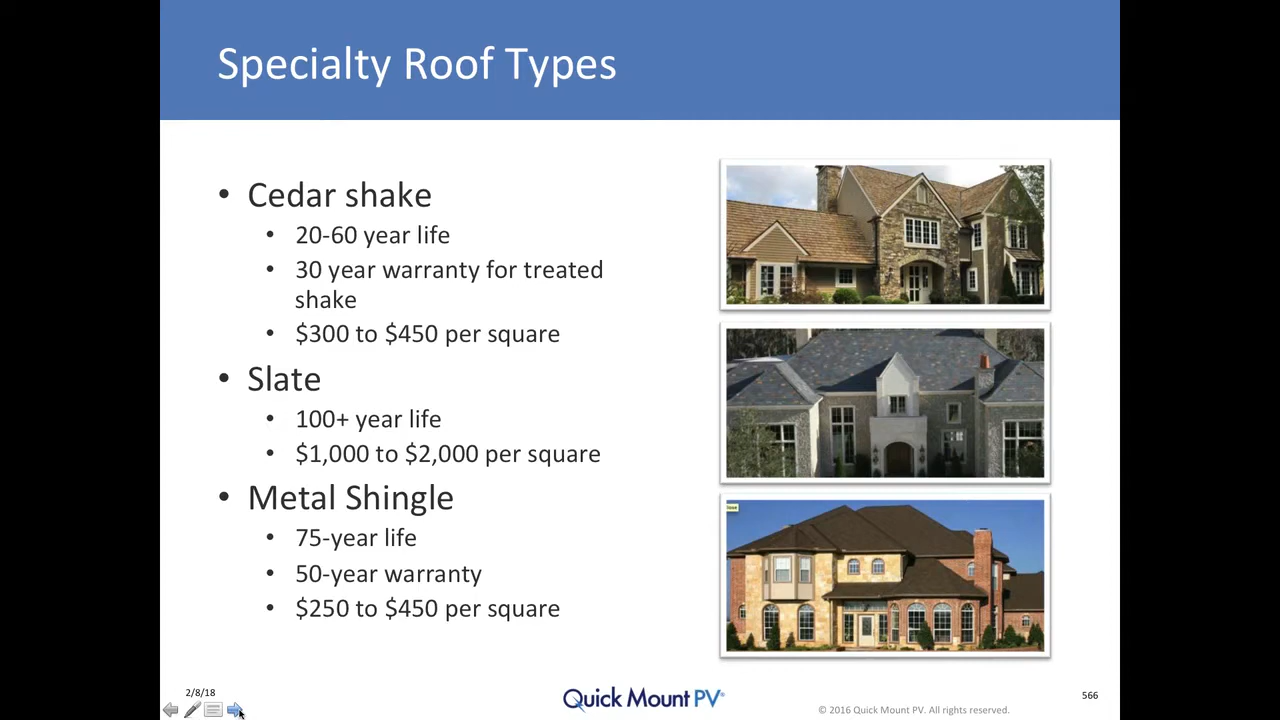 Specialty Roof Types
• Cedar shake
• 20-60 year life
• 30 year warranty for treated
shake
• $300 to $450 per square
• Slate
• 100+ year life
• $1,000 to $2,000 per square
• Metal Shingle
• 75-year life
• 50-year warranty
• $250 to $450 per square
2/8/18
Quick Mount PV®
© 2016 Quick Mount PV. All rights reserved.
566